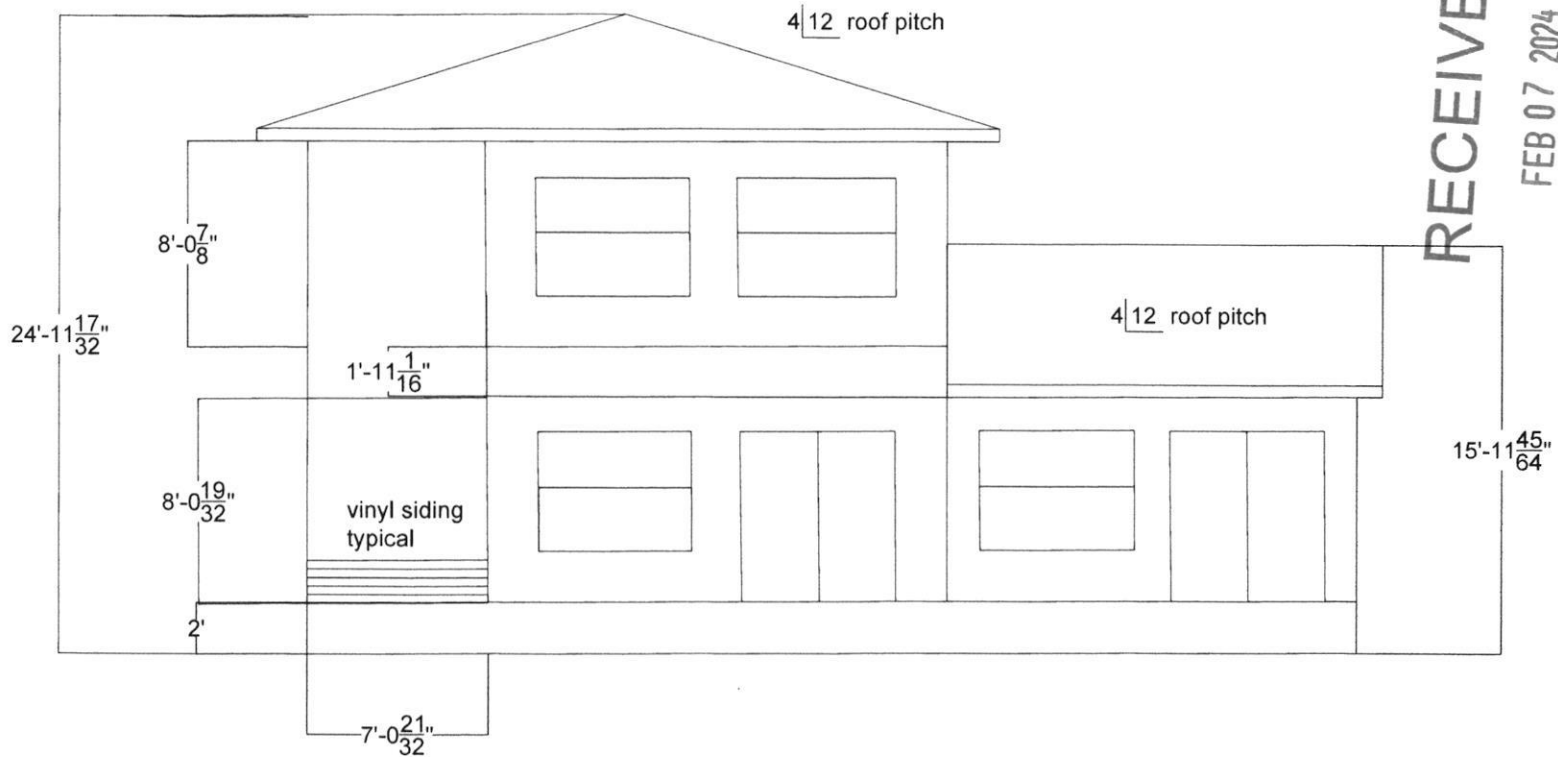 4|12 roof pitch
RECEIVE
FEB 07 2024
8'-0 7/8"
24'-11 17/32"
4|12 roof pitch
1'-11 1/16"
15'-11 45/64"
8'-0 19/32"
vinyl siding
typical
2'
7'-0 21/32"